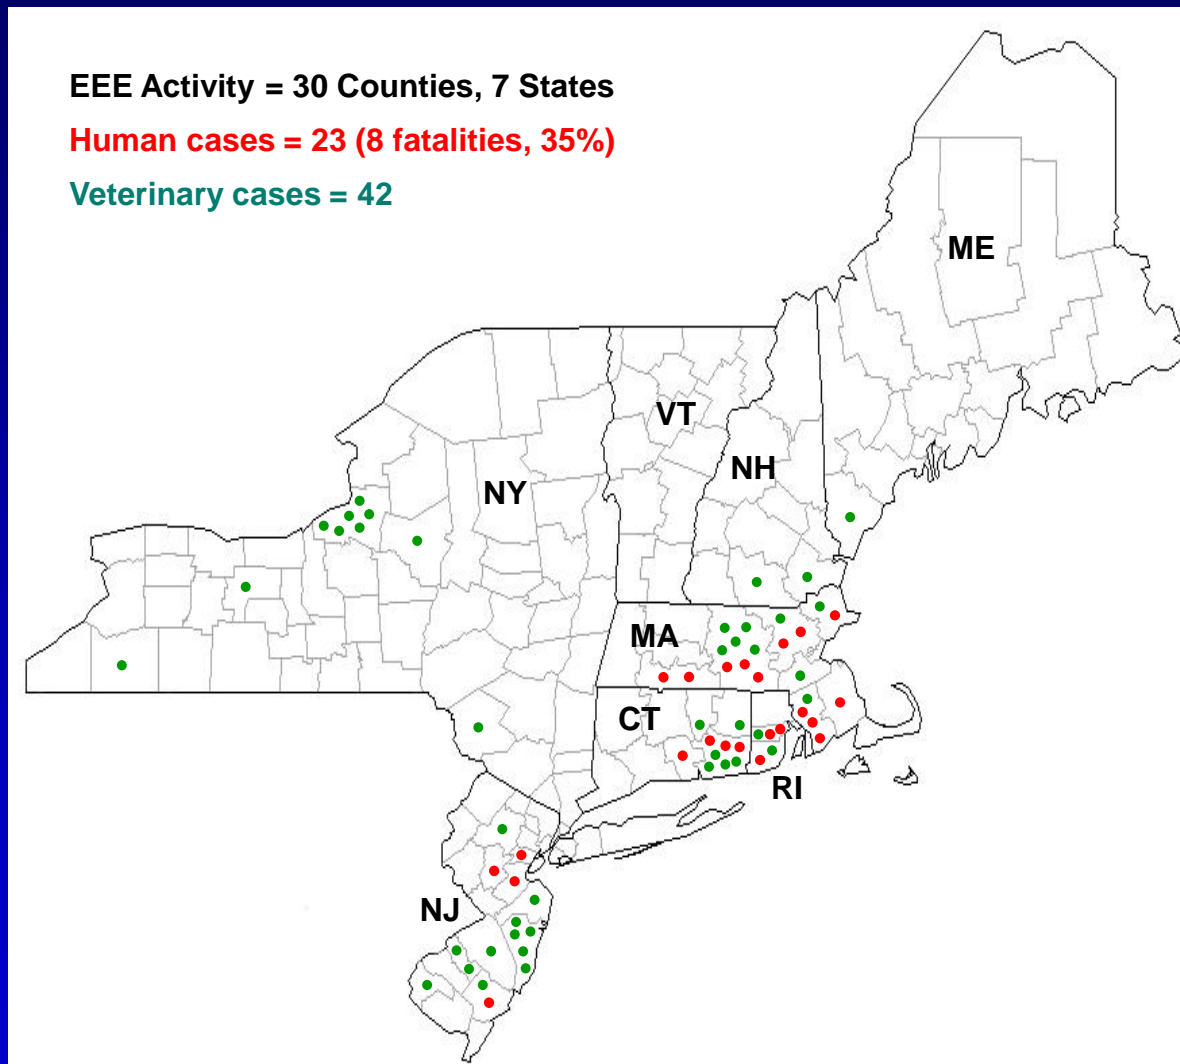 EEE Activity = 30 Counties, 7 States
Human cases = 23 (8 fatalities, 35%)
Veterinary cases = 42
ME
VT
NH
NY
MA
CT
RI
NJ